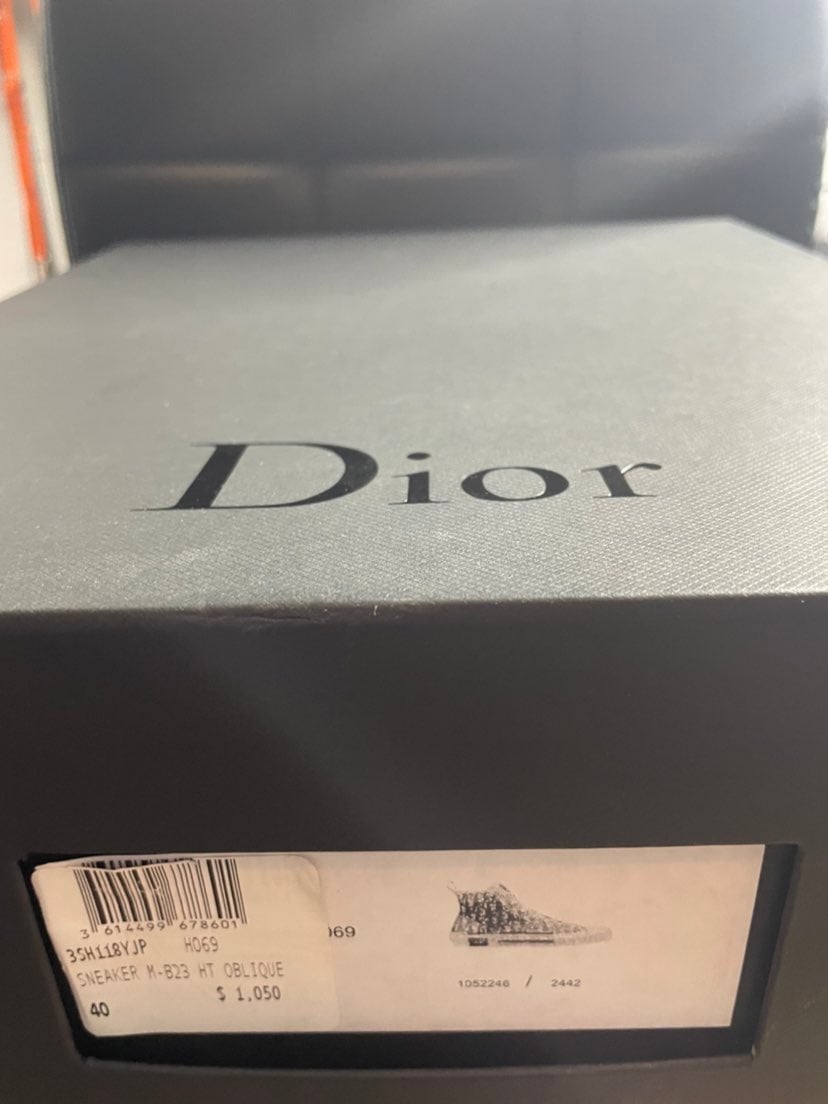 Dior
3 614499 678601
3SH118YJP H069
SNEAKER M-B23 HT OBLIQUE
$ 1,050
40
069
1052246 / 2442